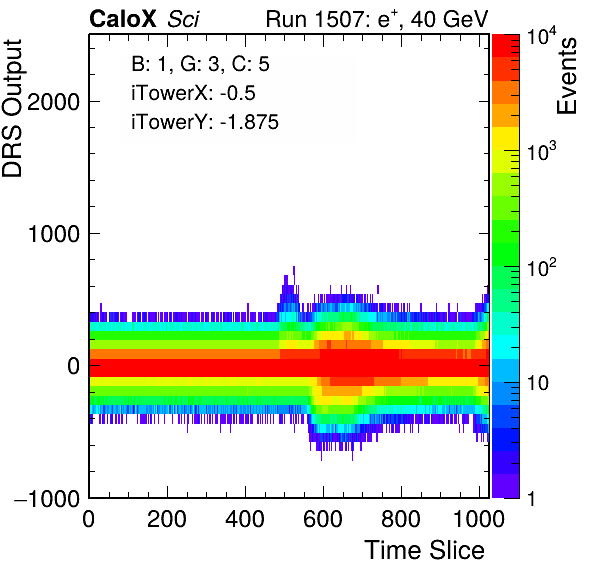 CaloX Sci Run 1507: e⁺, 40 GeV
B: 1, G: 3, C: 5
iTowerX: -0.5
iTowerY: -1.875
DRS Output
2000
1000
0
−1000
0 200 400 600 800 1000
Time Slice
Events
10⁴
10³
10²
10
1